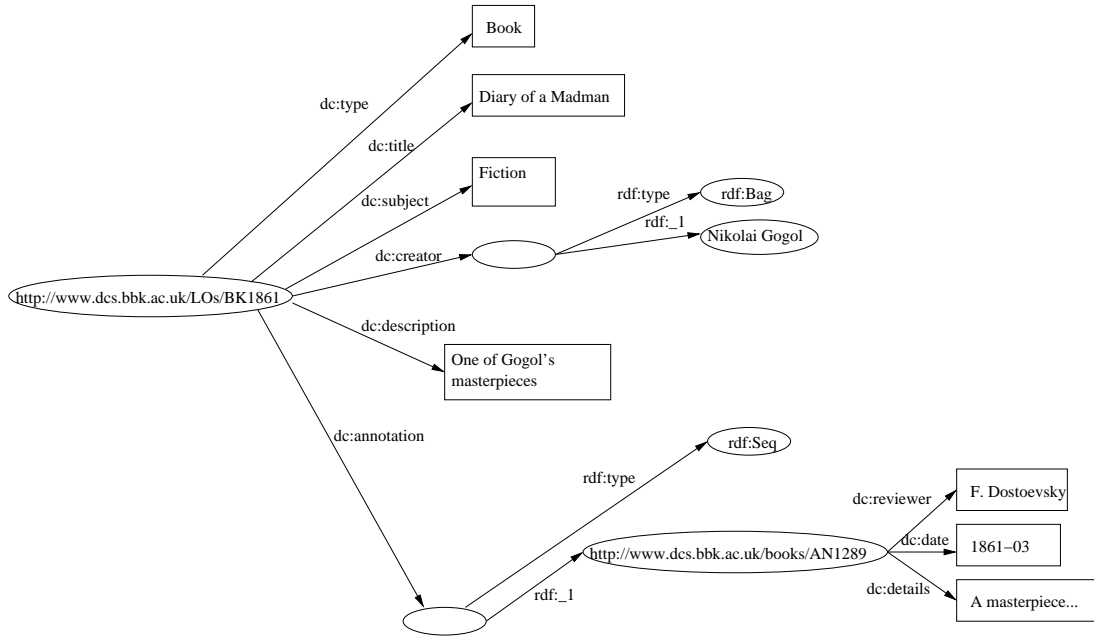 Book
dc:type
Diary of a Madman
dc:title
Fiction
dc:subject
rdf:type
rdf:Bag
rdf:_1
Nikolai Gogol
dc:creator
http://www.dcs.bbk.ac.uk/LOs/BK1861
dc:description
One of Gogol’s
masterpieces
dc:annotation
rdf:Seq
rdf:type
dc:reviewer
F. Dostoevsky
dc:date
1861–03
http://www.dcs.bbk.ac.uk/books/AN1289
dc:details
rdf:_1
A masterpiece...